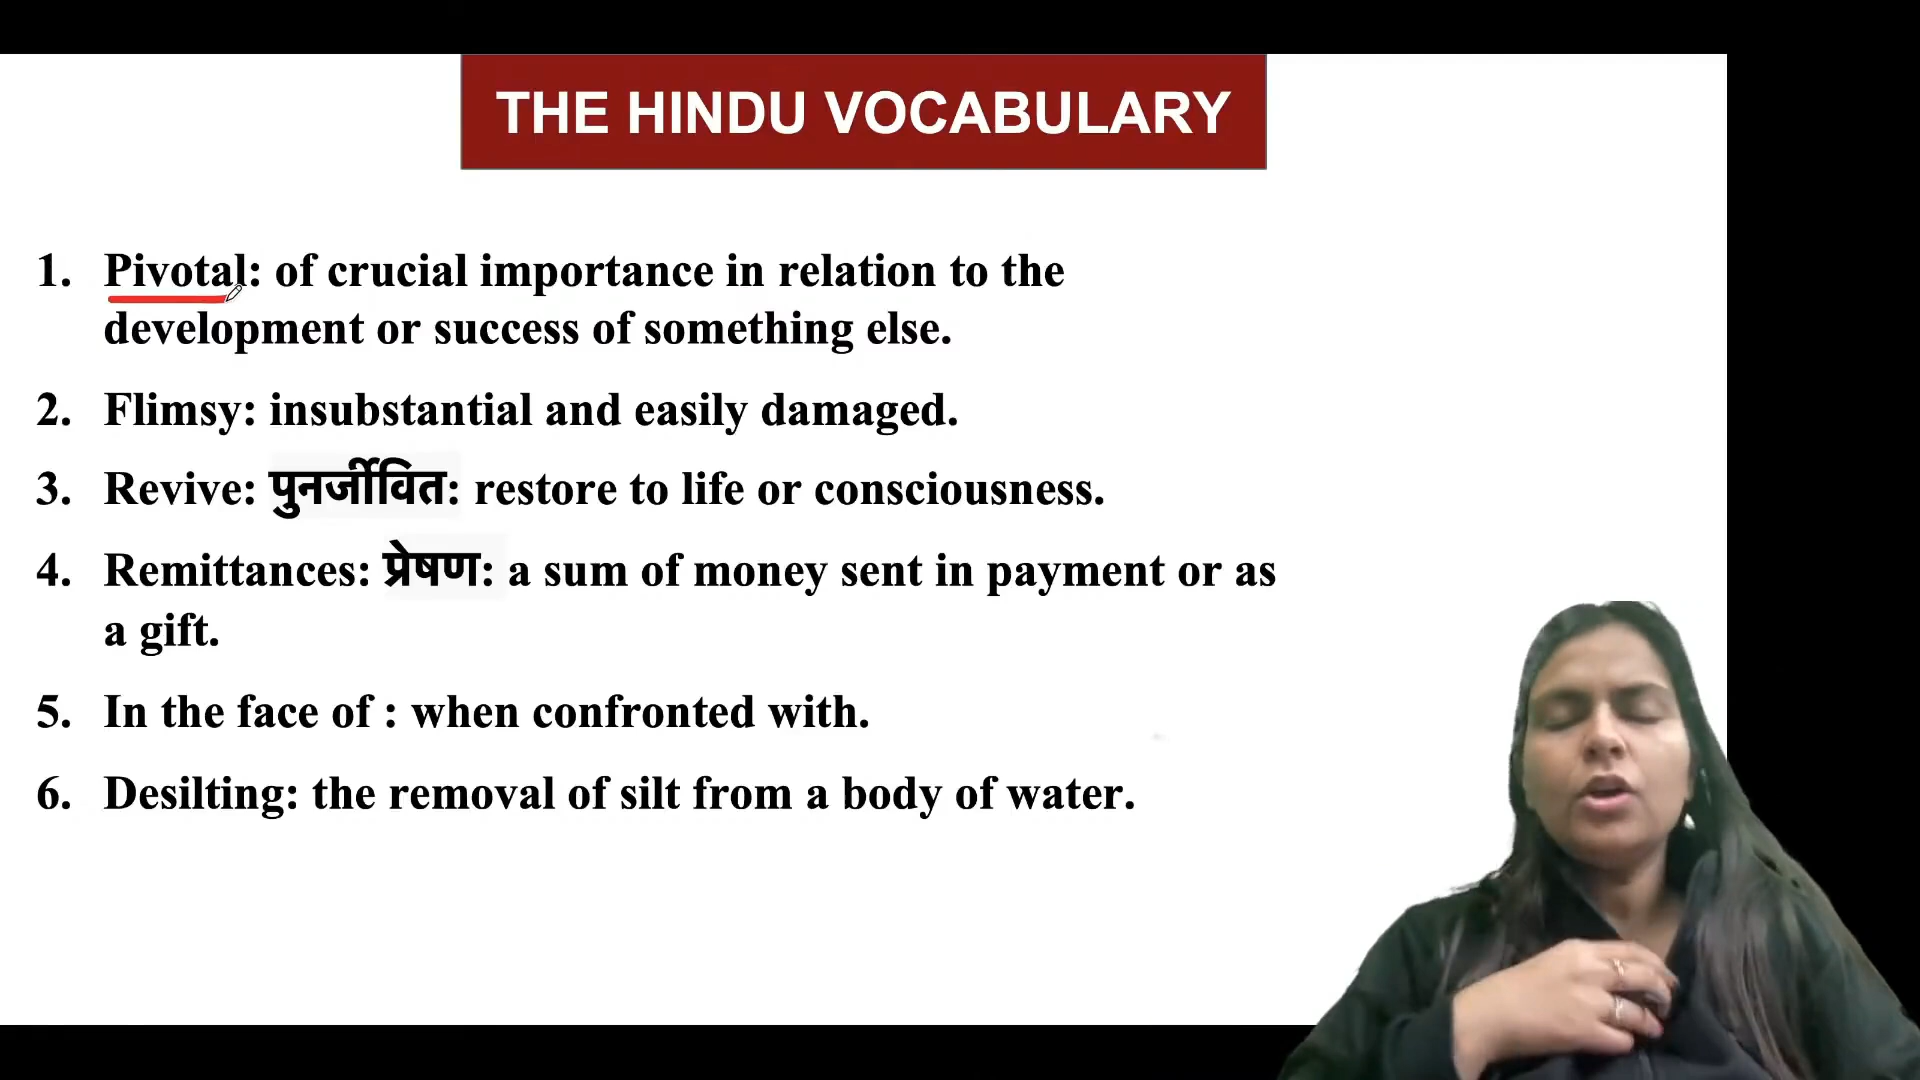 THE HINDU VOCABULARY
1. Pivotal: of crucial importance in relation to the
development or success of something else.
2. Flimsy: insubstantial and easily damaged.
3. Revive: पुनर्जीवित: restore to life or consciousness.
4. Remittances: प्रेषण: a sum of money sent in payment or as
a gift.
5. In the face of : when confronted with.
6. Desilting: the removal of silt from a body of water.